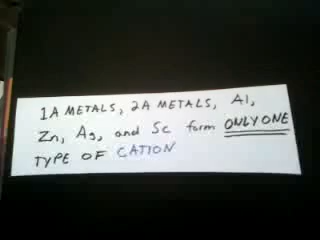 1A METALS, 2A METALS, Al,
Zn, Ag, and Sc form ONLY ONE
TYPE OF CATION